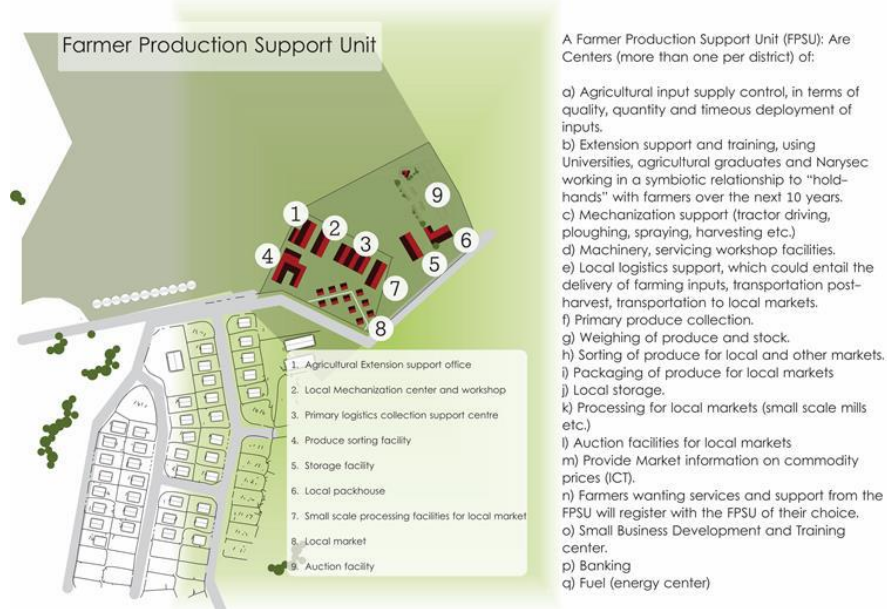 Farmer Production Support Unit
1
2
3
4
5
6
7
8
9
1. Agricultural Extension support office
2. Local Mechanization center and workshop
3. Primary logistics collection support centre
4. Produce sorting facility
5. Storage facility
6. Local packhouse
7. Small scale processing facilities for local market
8. Local market
9. Auction facility
A Farmer Production Support Unit (FPSU): Are
Centers (more than one per district) of:
a) Agricultural input supply control, in terms of
quality, quantity and timeous deployment of
inputs.
b) Extension support and training, using
Universities, agricultural graduates and Narysec
working in a symbiotic relationship to “hold-
hands” with farmers over the next 10 years.
c) Mechanization support (tractor driving,
ploughing, spraying, harvesting etc.)
d) Machinery, servicing workshop facilities.
e) Local logistics support, which could entail the
delivery of farming inputs, transportation post-
harvest, transportation to local markets.
f) Primary produce collection.
g) Weighing of produce and stock.
h) Sorting of produce for local and other markets.
i) Packaging of produce for local markets
j) Local storage.
k) Processing for local markets (small scale mills
etc.)
l) Auction facilities for local markets
m) Provide Market information on commodity
prices (ICT).
n) Farmers wanting services and support from the
FPSU will register with the FPSU of their choice.
o) Small Business Development and Training
center.
p) Banking
q) Fuel (energy center)